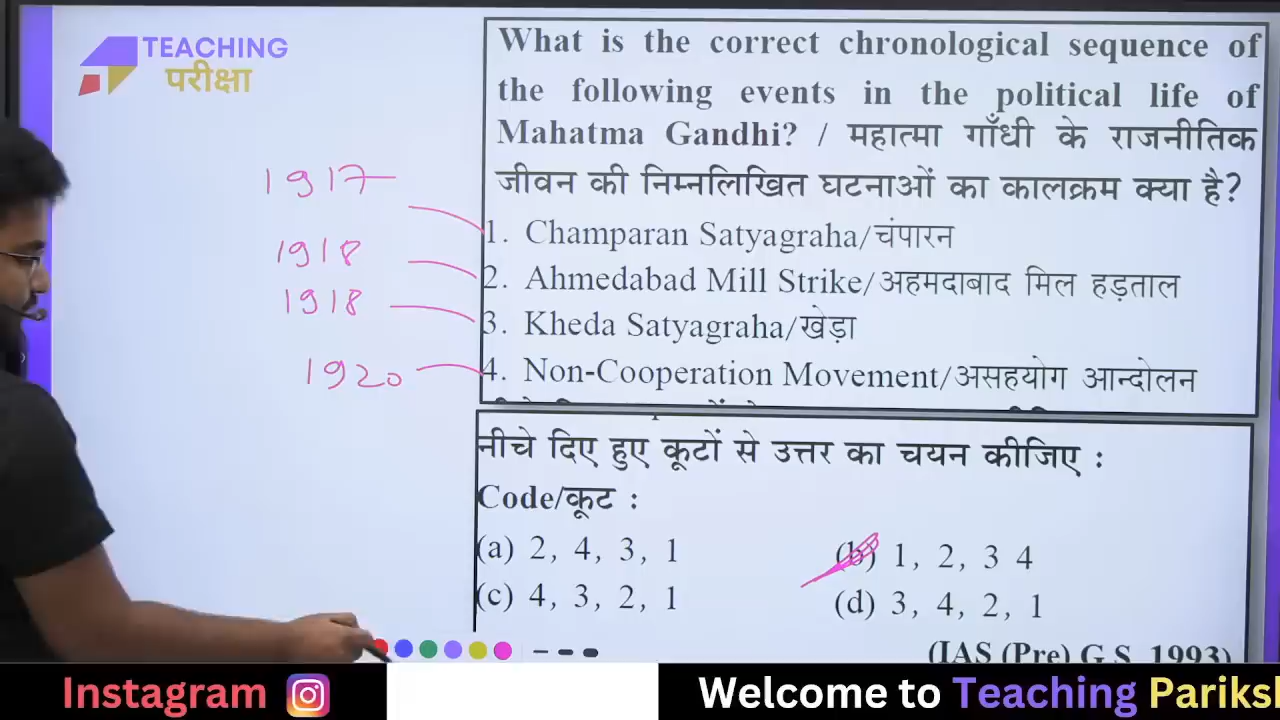 TEACHING
परीक्षा
What is the correct chronological sequence of
the following events in the political life of
Mahatma Gandhi? / महात्मा गाँधी के राजनीतिक
जीवन की निम्नलिखित घटनाओं का कालक्रम क्या है?
1917
1. Champaran Satyagraha/चंपारन
1918
2. Ahmedabad Mill Strike/अहमदाबाद मिल हड़ताल
1918
3. Kheda Satyagraha/खेड़ा
1920
4. Non-Cooperation Movement/असहयोग आन्दोलन
नीचे दिए हुए कूटों से उत्तर का चयन कीजिए :
Code/कूट :
(a) 2, 4, 3, 1
(b) 1, 2, 3 4
(c) 4, 3, 2, 1
(d) 3, 4, 2, 1
(IAS (Pre) G.S. 1993)
Instagram
Welcome to Teaching Pariks